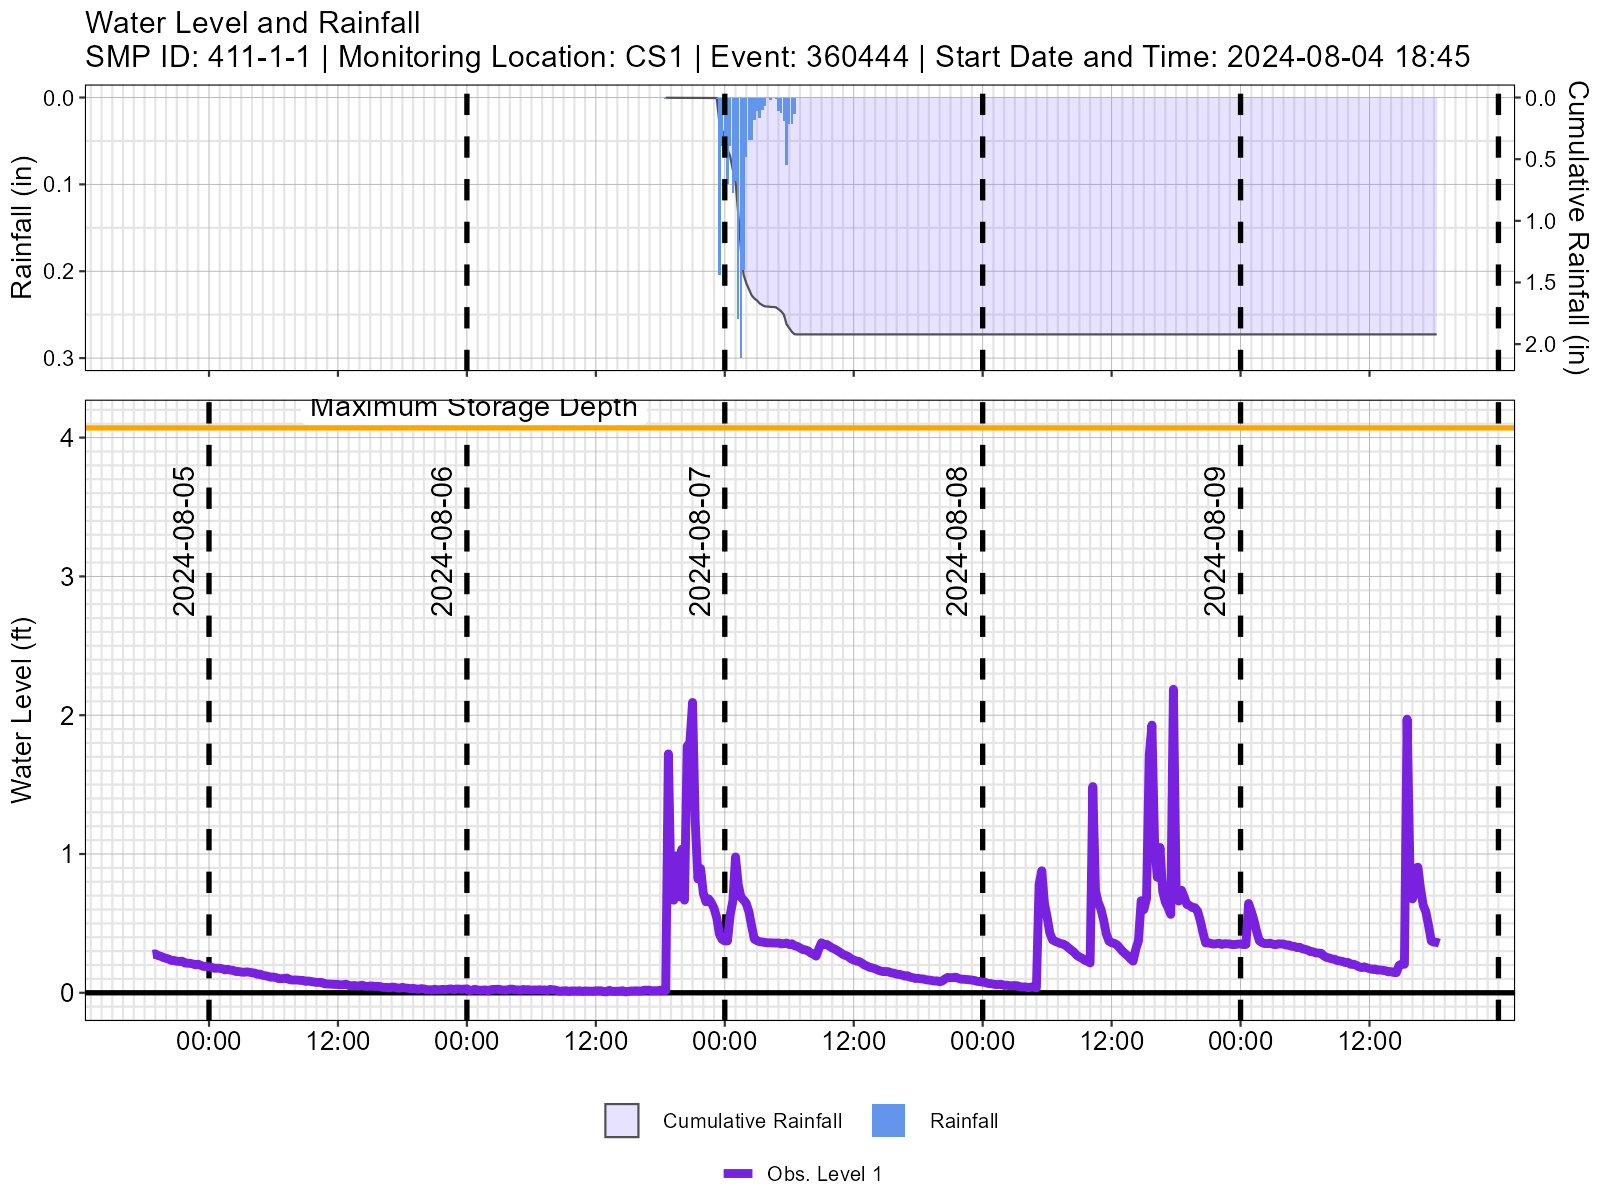 Water Level and Rainfall
SMP ID: 411-1-1 | Monitoring Location: CS1 | Event: 360444 | Start Date and Time: 2024-08-04 18:45
Rainfall (in)
0.0
0.1
0.2
0.3
0.0
0.5
1.0
1.5
2.0
Cumulative Rainfall (in)
Maximum Storage Depth
Water Level (ft)
4
3
2
1
0
2024-08-05
2024-08-06
2024-08-07
2024-08-08
2024-08-09
00:00 12:00 00:00 12:00 00:00 12:00 00:00 12:00 00:00 12:00
Cumulative Rainfall Rainfall
Obs. Level 1